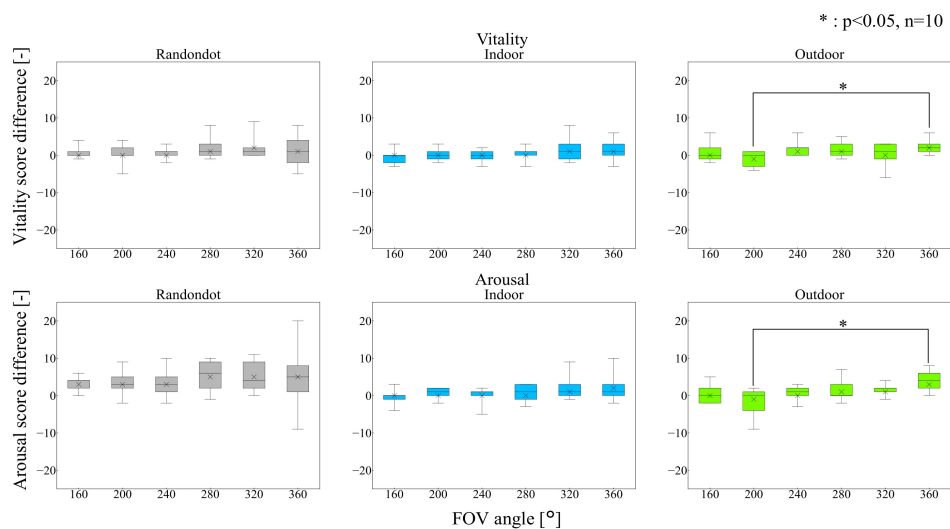 * : p<0.05, n=10
Vitality
Randondot Indoor Outdoor
Vitality score difference [-]
20 20 20
10 10 10
0 0 0
−10 −10 −10
−20 −20 −20
*
160 200 240 280 320 360 160 200 240 280 320 360 160 200 240 280 320 360
Arousal
Randondot Indoor Outdoor
Arousal score difference [-]
20 20 20
10 10 10
0 0 0
−10 −10 −10
−20 −20 −20
*
160 200 240 280 320 360 160 200 240 280 320 360 160 200 240 280 320 360
FOV angle [°]